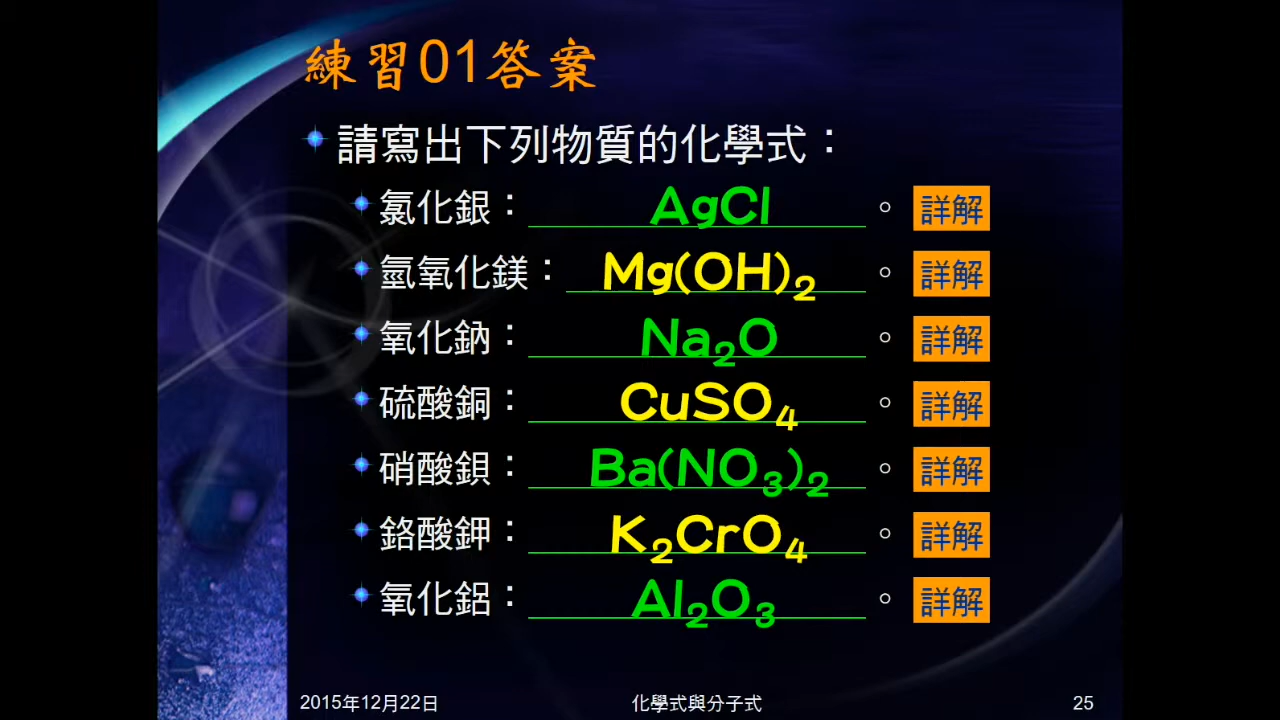 練習01答案
請寫出下列物質的化學式：
氯化銀：AgCl。 詳解
氫氧化鎂：Mg(OH)₂。 詳解
氧化鈉：Na₂O。 詳解
硫酸銅：CuSO₄。 詳解
硝酸鋇：Ba(NO₃)₂。 詳解
鉻酸鉀：K₂CrO₄。 詳解
氧化鋁：Al₂O₃。 詳解
2015年12月22日 化學式與分子式 25